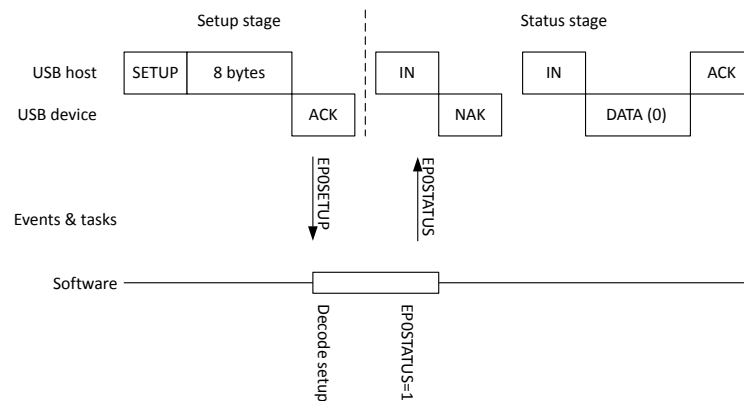 Setup stage
Status stage
USB host
SETUP
8 bytes
IN
IN
ACK
USB device
ACK
NAK
DATA (0)
EP0SETUP
EP0STATUS
Events & tasks
Software
Decode setup
EP0STATUS=1